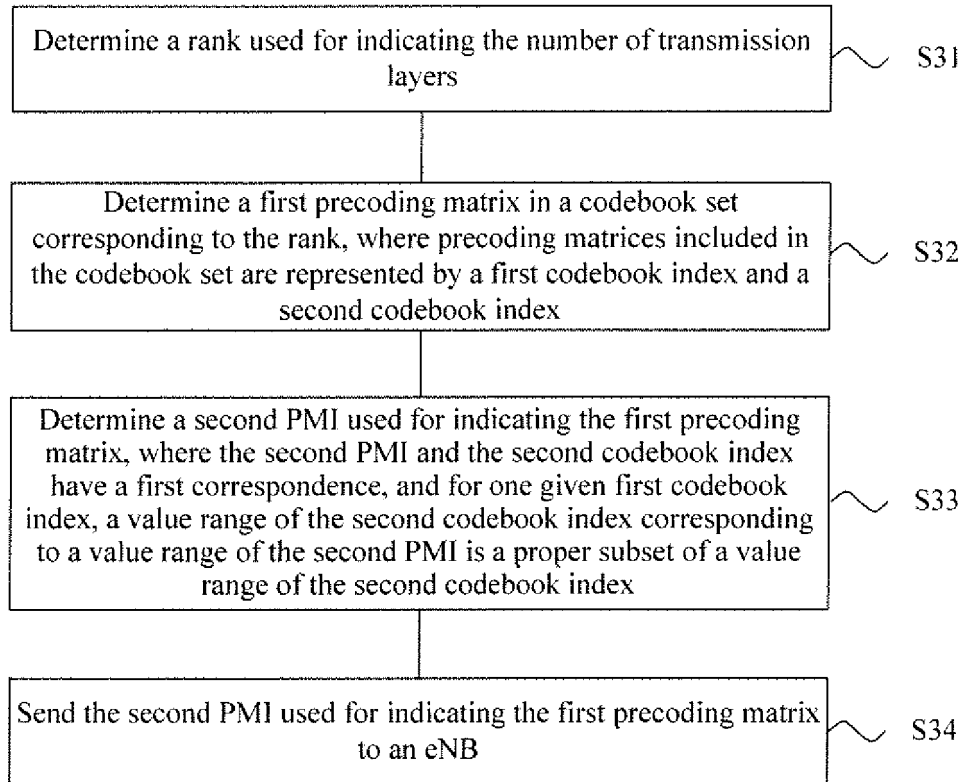 Determine a rank used for indicating the number of transmission
layers
S31
Determine a first precoding matrix in a codebook set
corresponding to the rank, where precoding matrices included in
the codebook set are represented by a first codebook index and a
second codebook index
S32
Determine a second PMI used for indicating the first precoding
matrix, where the second PMI and the second codebook index
have a first correspondence, and for one given first codebook
index, a value range of the second codebook index corresponding
to a value range of the second PMI is a proper subset of a value
range of the second codebook index
S33
Send the second PMI used for indicating the first precoding matrix
to an eNB
S34